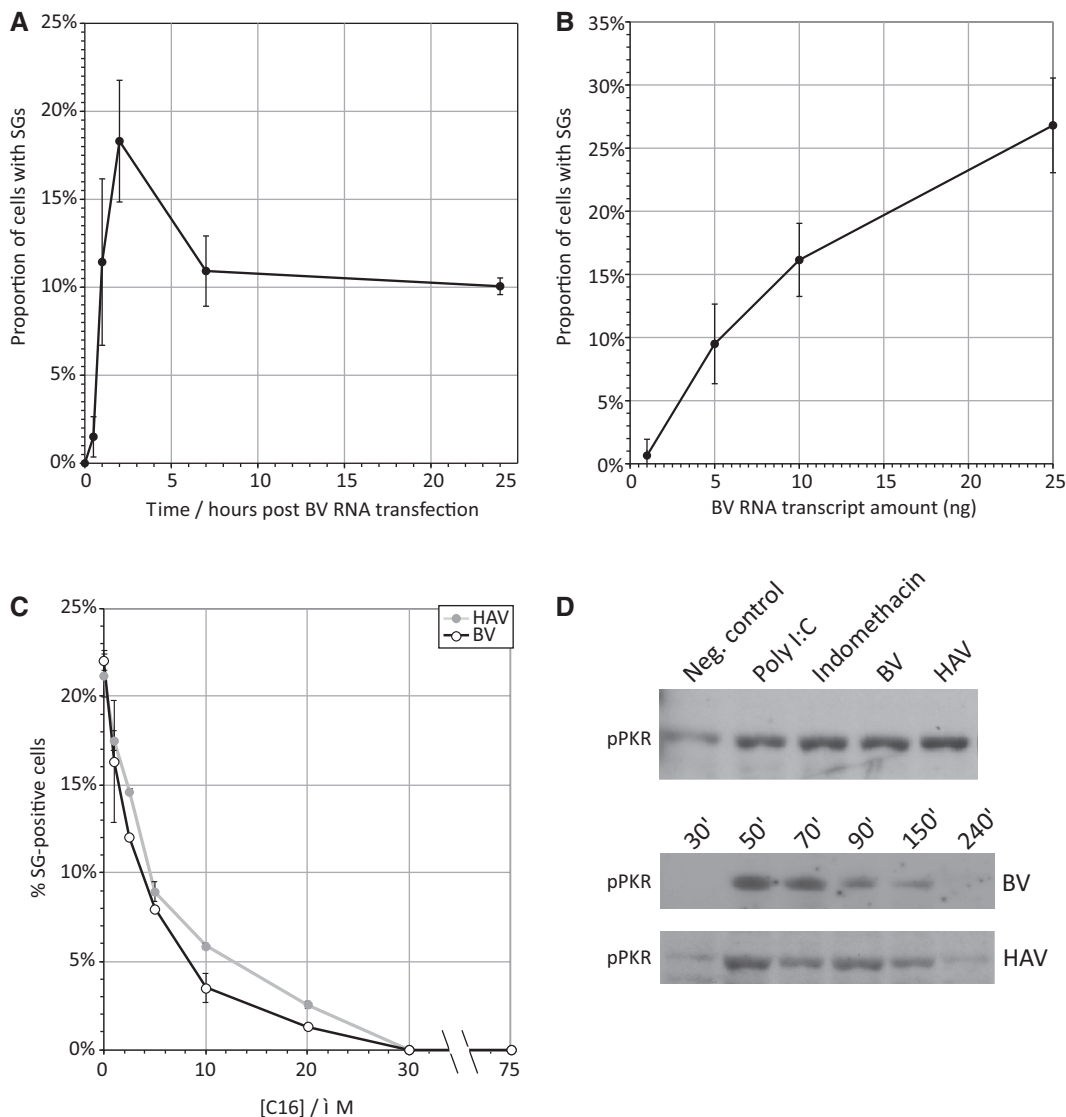 A
25%
20%
15%
10%
5%
0%
Proportion of cells with SGs
0 5 10 15 20 25
Time / hours post BV RNA transfection
B
35%
30%
25%
20%
15%
10%
5%
0%
Proportion of cells with SGs
0 5 10 15 20 25
BV RNA transcript amount (ng)
C
25%
20%
15%
10%
5%
0%
% SG-positive cells
HAV
BV
0 10 20 30 75
[C16] / ì M
D
Neg. control Poly I:C Indomethacin BV HAV
pPKR
30' 50' 70' 90' 150' 240'
pPKR BV
pPKR HAV